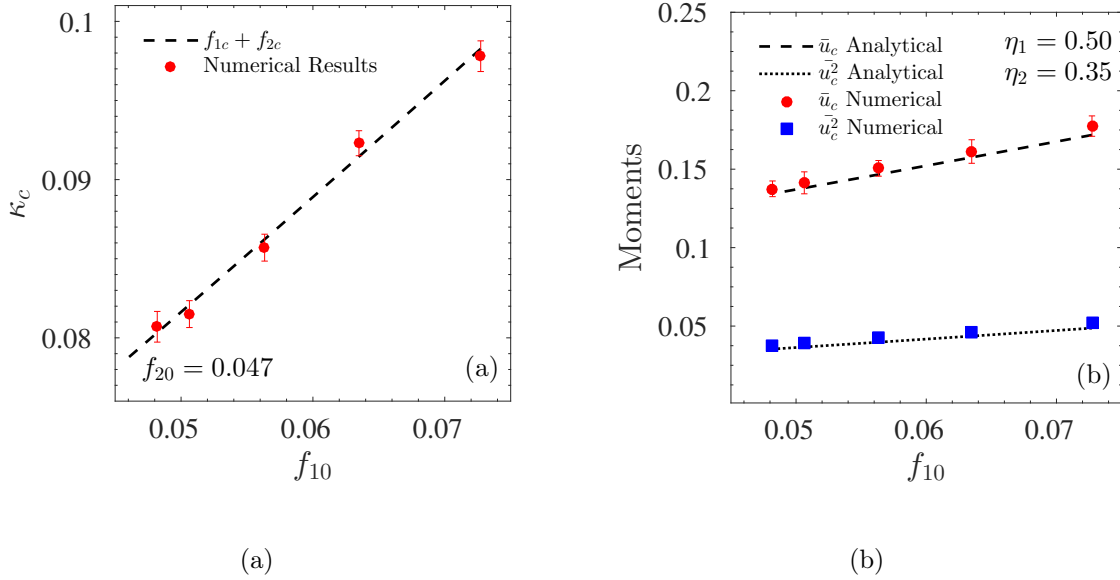 0.1
0.09
0.08
κ_c
f_{1c} + f_{2c}
Numerical Results
f_{20} = 0.047
(a)
0.05 0.06 0.07
f_{10}
(a)
0.25
0.2
0.15
0.1
0.05
Moments
ū_c Analytical
\bar{u_c^2} Analytical
ū_c Numerical
\bar{u_c^2} Numerical
η_1 = 0.50
η_2 = 0.35
(b)
0.05 0.06 0.07
f_{10}
(b)